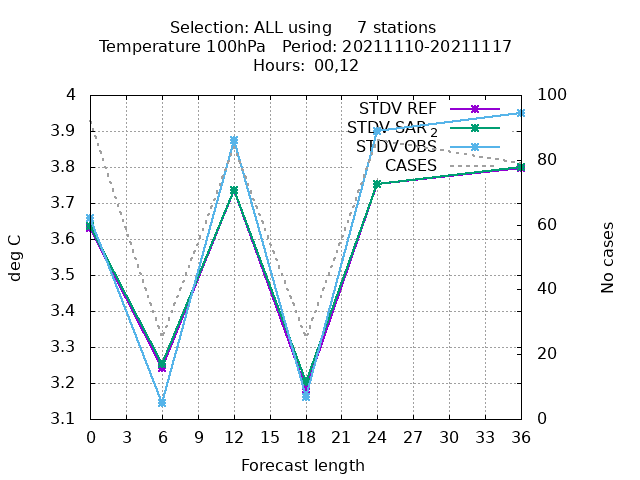 Selection: ALL using 7 stations
Temperature 100hPa Period: 20211110-20211117
Hours: 00,12
4
3.9
3.8
3.7
3.6
3.5
3.4
3.3
3.2
3.1
deg C
100
80
60
40
20
0
No cases
STDV REF
STDV SAR₂
STDV OBS
CASES
0 3 6 9 12 15 18 21 24 27 30 33 36
Forecast length